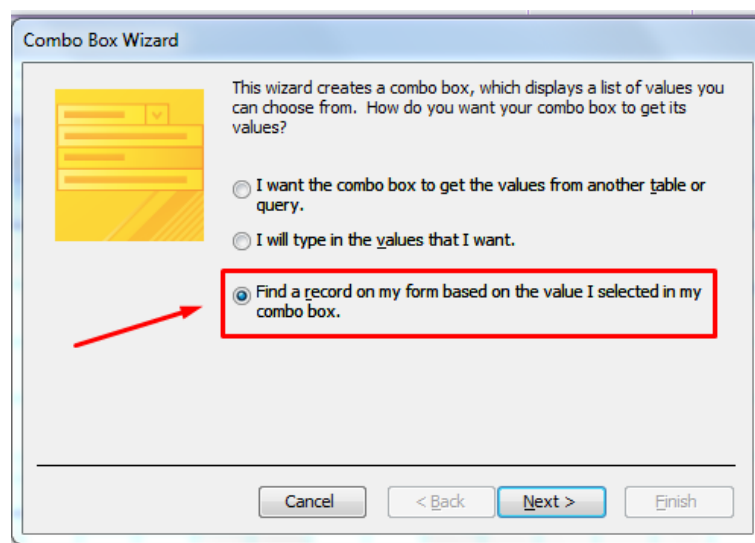 Combo Box Wizard
This wizard creates a combo box, which displays a list of values you
can choose from. How do you want your combo box to get its
values?
I want the combo box to get the values from another table or
query.
I will type in the values that I want.
Find a record on my form based on the value I selected in my
combo box.
Cancel
< Back
Next >
Finish